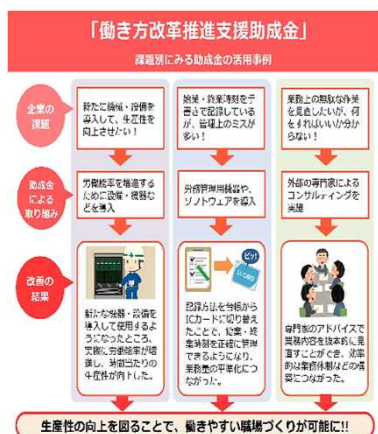 「働き方改革推進支援助成金」
課題別にみる助成金の活用事例
企業の
課題
新たに機械・設備を
導入して、生産性を
向上させたい！
始業・終業時刻を手
書きで記録している
が、管理上のミスが
多い！
業務上の無駄な作業
を見直したいが、何
をすればいいか分か
らない！
助成金
による
取り組み
労働能率を増進する
ために設備・機器な
どを導入
労務管理用機器や、
ソフトウェアを導入
外部の専門家による
コンサルティングを
実施
改善の
結果
新たな機器・設備を
導入して使用するよ
うになったところ、
実際に労働能率が増
進し、時間当たりの
生産性が向上した。
ピッ!
記録方法を台帳から
ICカードに切り替え
たことで、始業・終
業時刻を正確に管理
できるようになり、
業務量の平準化につ
ながった。
専門家のアドバイスで
業務内容を抜本的に見
直すことができ、効率的
な業務体制などの構
築につながった。
生産性の向上を図ることで、働きやすい職場づくりが可能に!!